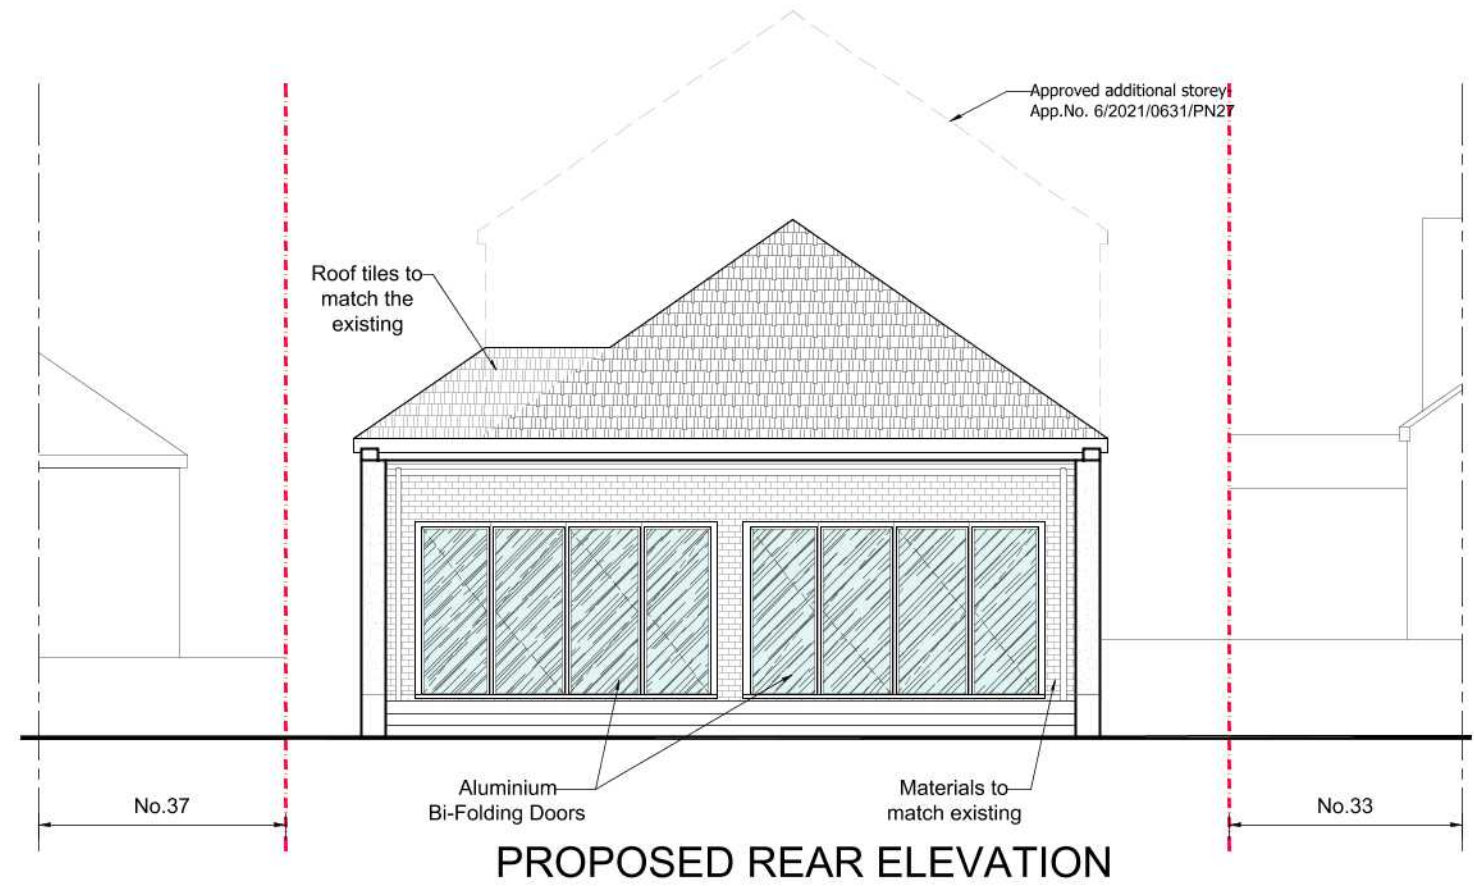 Approved additional storey-
App.No. 6/2021/0631/PN27
Roof tiles to
match the
existing
Aluminium
Bi-Folding Doors
Materials to
match existing
No.37
No.33
PROPOSED REAR ELEVATION